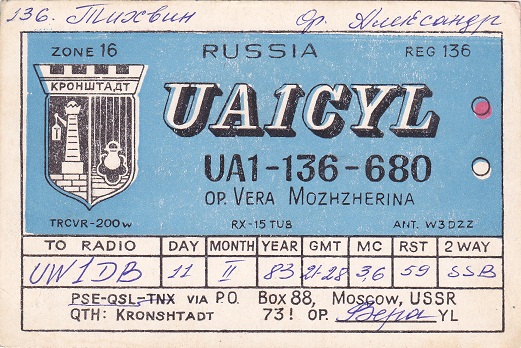 136. Тихвин Ор. Александр
ZONE 16 RUSSIA REG 136
КРОНШТАДТ
UA1CYL
UA1-136-680
OP. VERA MOZHZHERINA
TRCVR-200W RX-15TUB ANT. W3DZZ
TO RADIO DAY MONTH YEAR GMT MC RST 2 WAY
UW1DB 11 II 83 21-28 3,6 59 SSB
PSE-QSL-TNX VIA P.O. Box 88, Moscow, USSR
QTH: KRONSHTADT 73! OP. Вера YL